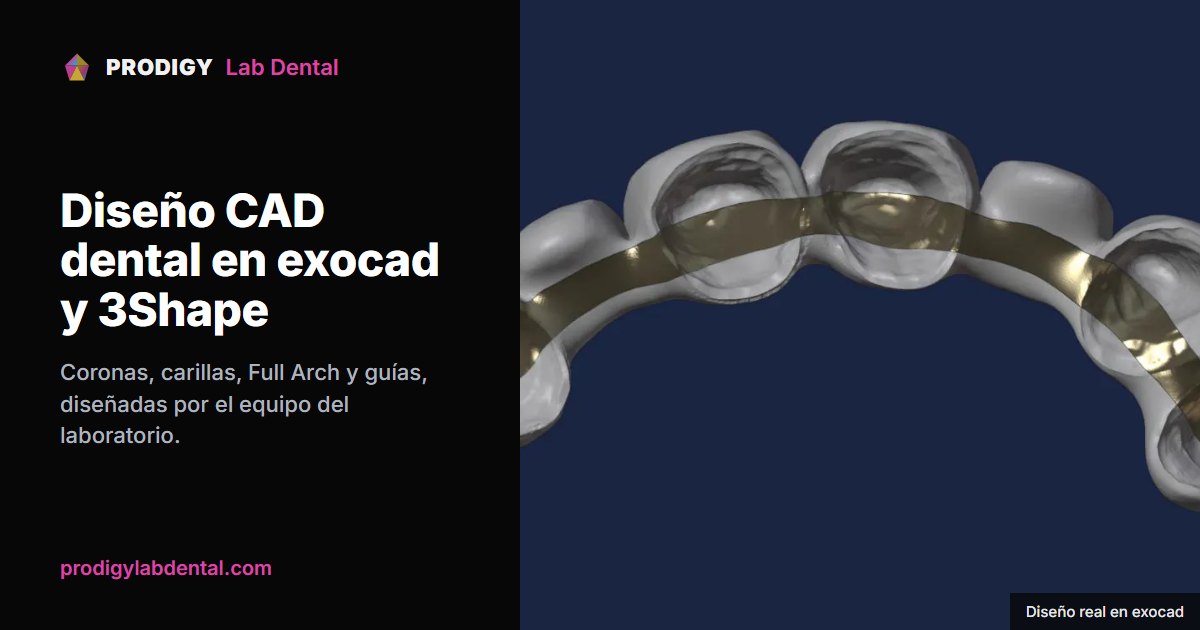 PRODIGY Lab Dental
Diseño CAD
dental en exocad
y 3Shape
Coronas, carillas, Full Arch y guías,
diseñadas por el equipo del
laboratorio.
prodigylabdental.com
Diseño real en exocad